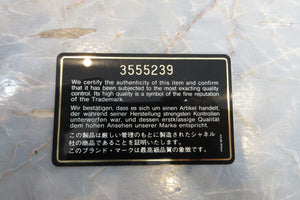 3555239
We certify the authenticity of this item and confirm
that it has been subjected to the most exacting quality
control. Its high quality is a symbol of the fine reputation
of the Trademark.
Wir bestätigen, dass es sich um einen Artikel handelt,
der während seiner Herstellung strengsten Kontrollen
unterworfen war, und dessen erstklassige Qualität
dem hohen Ansehen unserer Marke entspricht.
この製品は厳しい管理のもとに製造されたシャネル
社の商品であることを証明いたします。
このブランド・マークは最高級品質の象徴です。